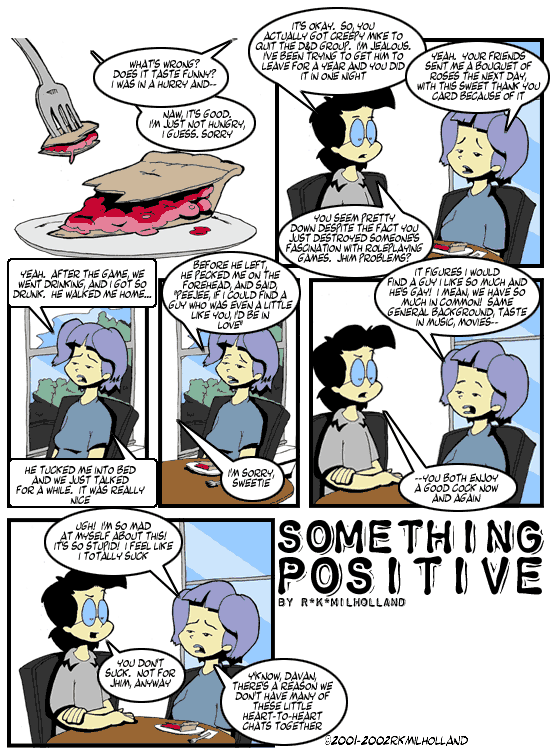 WHAT'S WRONG?
DOES IT TASTE FUNNY?
I WAS IN A HURRY AND--
NAW, IT'S GOOD.
I'M JUST NOT HUNGRY,
I GUESS. SORRY
IT'S OKAY. SO, YOU
ACTUALLY GOT CREEPY MIKE TO
QUIT THE D&D GROUP. I'M JEALOUS.
I'VE BEEN TRYING TO GET HIM TO
LEAVE FOR A YEAR AND YOU DID
IT IN ONE NIGHT
YEAH. YOUR FRIENDS
SENT ME A BOUQUET OF
ROSES THE NEXT DAY,
WITH THIS SWEET THANK YOU
CARD BECAUSE OF IT
YOU SEEM PRETTY
DOWN DESPITE THE FACT YOU
JUST DESTROYED SOMEONE'S
FASCINATION WITH ROLEPLAYING
GAMES. JHIM PROBLEMS?
YEAH. AFTER THE GAME, WE
WENT DRINKING, AND I GOT SO
DRUNK. HE WALKED ME HOME...
HE TUCKED ME INTO BED
AND WE JUST TALKED
FOR A WHILE. IT WAS REALLY
NICE
BEFORE HE LEFT,
HE PECKED ME ON THE
FOREHEAD, AND SAID,
"PEEJEE, IF I COULD FIND A
GUY WHO WAS EVEN A LITTLE
LIKE YOU, I'D BE IN
LOVE"
I'M SORRY,
SWEETIE
IT FIGURES I WOULD
FIND A GUY I LIKE SO MUCH AND
HE'S GAY! I MEAN, WE HAVE SO
MUCH IN COMMON! SAME
GENERAL BACKGROUND, TASTE
IN MUSIC, MOVIES--
--YOU BOTH ENJOY
A GOOD COCK NOW
AND AGAIN
UGH! I'M SO MAD
AT MYSELF ABOUT THIS!
IT'S SO STUPID! I FEEL LIKE
I TOTALLY SUCK
YOU DON'T
SUCK. NOT FOR
JHIM, ANYWAY
Y'KNOW, DAVAN,
THERE'S A REASON WE
DON'T HAVE MANY OF
THESE LITTLE
HEART-TO-HEART
CHATS TOGETHER
SOMETHING
POSITIVE
BY R*K*MILHOLLAND
©2001-2002RKMILHOLLAND